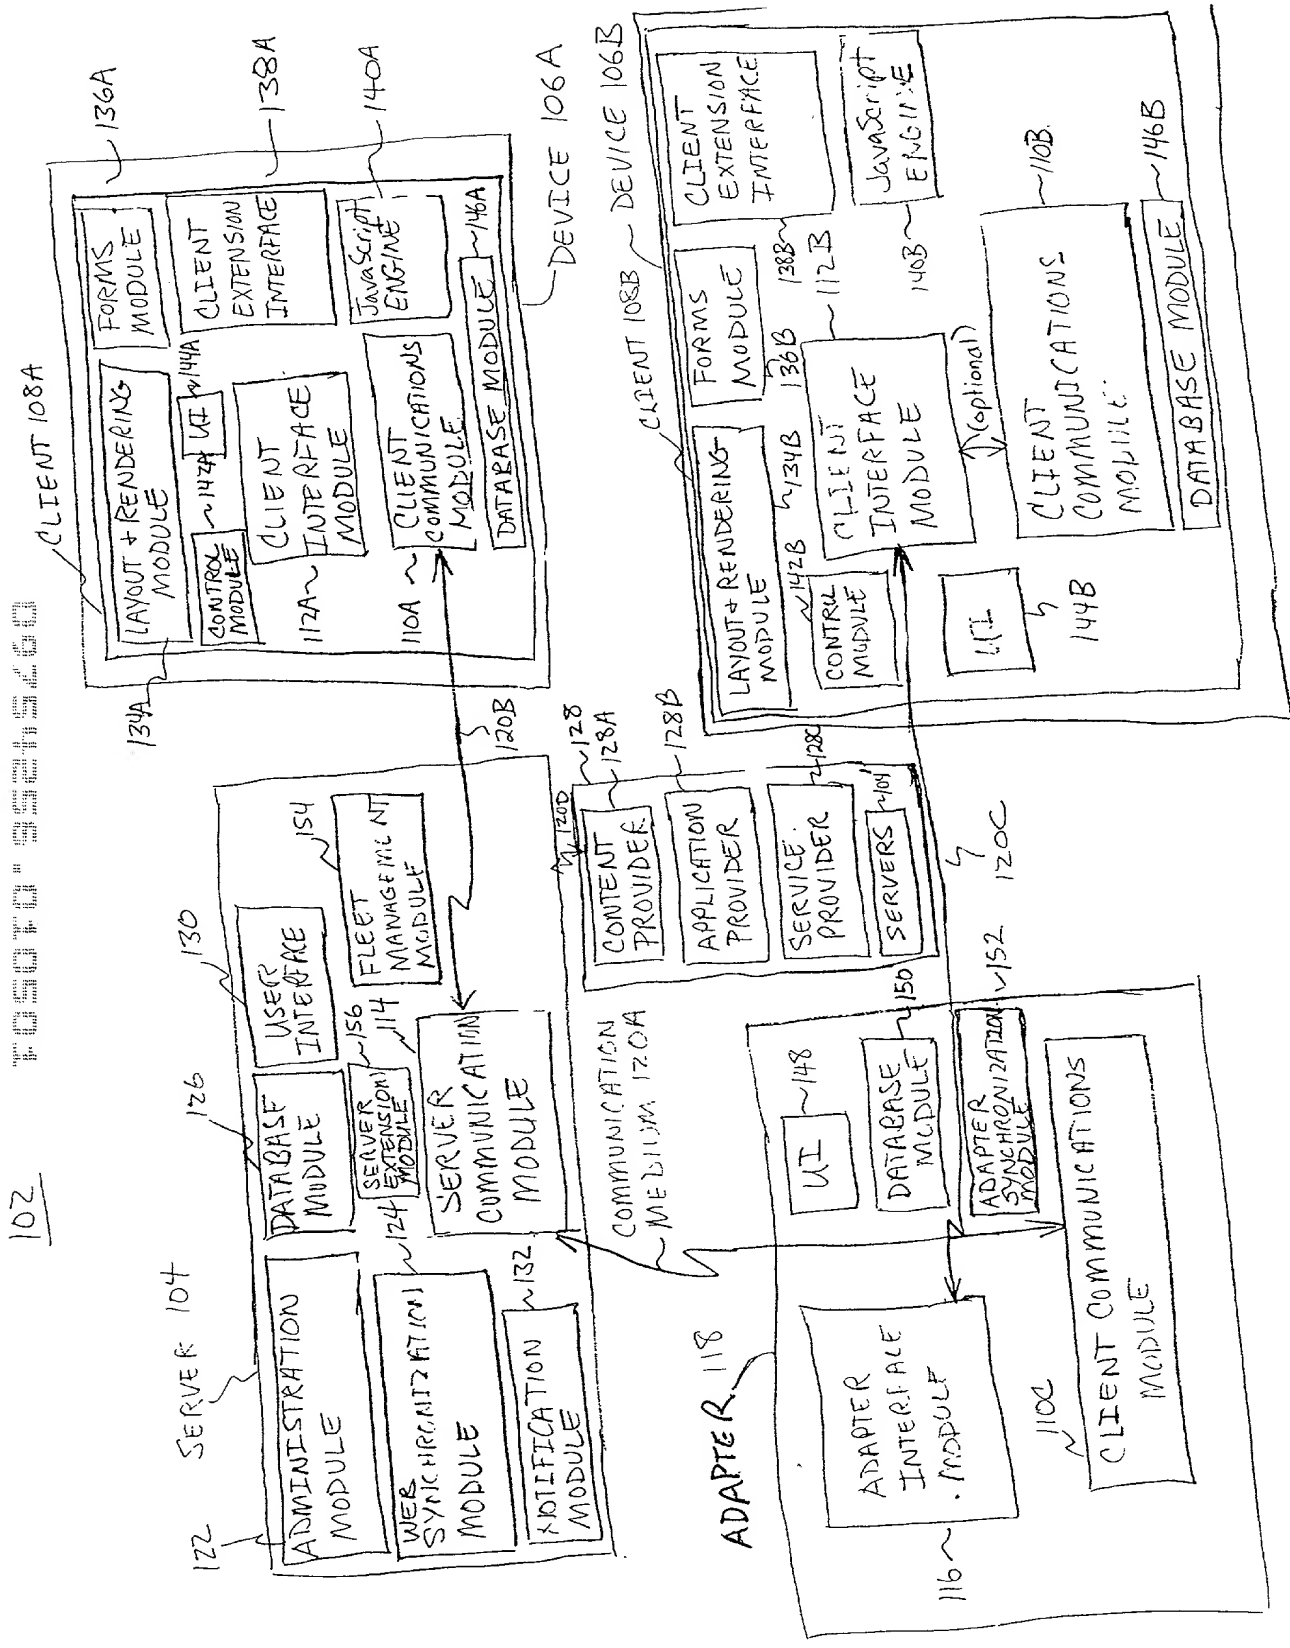 102
SERVER 104
122
ADMINISTRATION
MODULE
126
DATABASE
MODULE
130
USER
INTERFACE
154
FLEET
MANAGEMENT
MODULE
WEB
SYNCHRONIZATION
MODULE
124
SERVER
EXTENSION
MODULE
156
114
SERVER
COMMUNICATION
MODULE
NOTIFICATION
MODULE
132
COMMUNICATION
MEDIUM 120A
120B
120D
128
CONTENT
PROVIDER
128A
APPLICATION
PROVIDER
128B
SERVICE
PROVIDER
128C
SERVERS
104
120C
CLIENT 108A
134A
LAYOUT + RENDERING
MODULE
FORMS
MODULE
136A
CONTROL
MODULE
142A
UI
144A
CLIENT
EXTENSION
INTERFACE
138A
112A
CLIENT
INTERFACE
MODULE
JavaScript
ENGINE
140A
110A
CLIENT
COMMUNICATIONS
MODULE
DATABASE MODULE
146A
DEVICE 106A
ADAPTER 118
UI
148
DATABASE
MODULE
150
ADAPTER
SYNCHRONIZATION
MODULE
152
116
ADAPTER
INTERFACE
MODULE
110C
CLIENT COMMUNICATIONS
MODULE
CLIENT 108B
DEVICE 106B
LAYOUT + RENDERING
MODULE
134B
FORMS
MODULE
136B
CLIENT
EXTENSION
INTERFACE
138B
142B
CONTROL
MODULE
CLIENT
INTERFACE
MODULE
112B
JavaScript
ENGINE
140B
(optional)
UI
144B
CLIENT
COMMUNICATIONS
MODULE
110B
DATABASE MODULE
146B